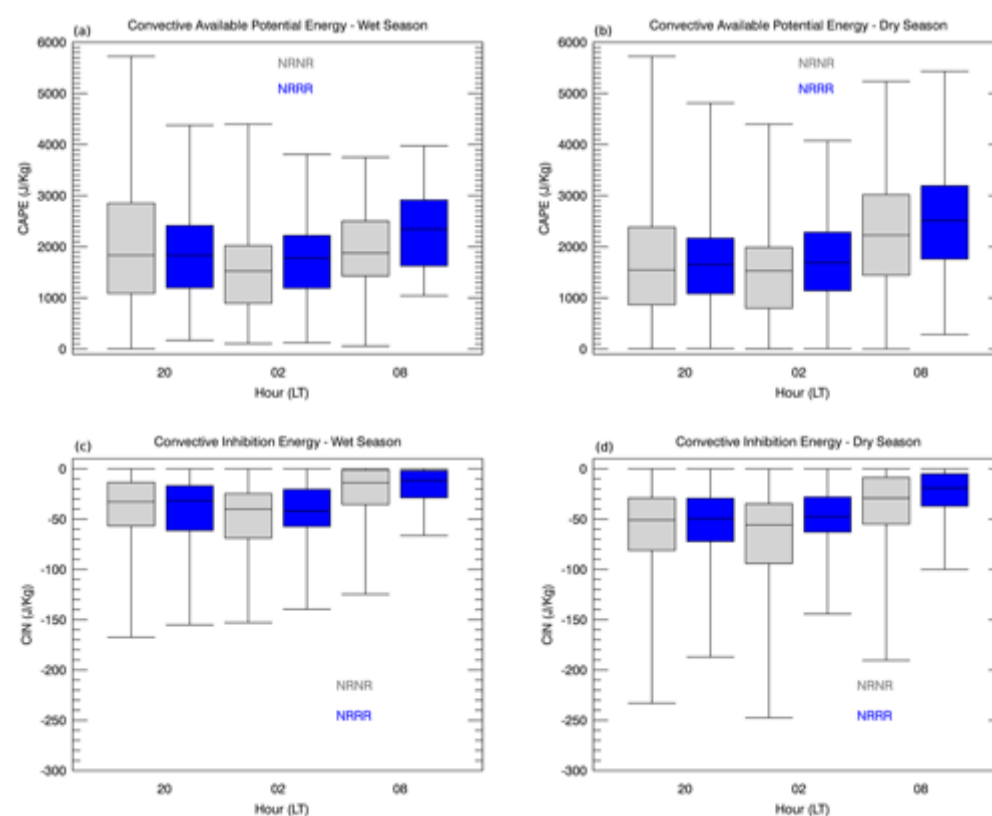 (a) Convective Available Potential Energy - Wet Season
6000
5000
4000
3000
2000
1000
0
CAPE (J/Kg)
NRNR
NRRR
20 02 08
Hour (LT)
(b) Convective Available Potential Energy - Dry Season
6000
5000
4000
3000
2000
1000
0
CAPE (J/Kg)
NRNR
NRRR
20 02 08
Hour (LT)
(c) Convective Inhibition Energy - Wet Season
0
-50
-100
-150
-200
-250
-300
CIN (J/Kg)
NRNR
NRRR
20 02 08
Hour (LT)
(d) Convective Inhibition Energy - Dry Season
0
-50
-100
-150
-200
-250
-300
CIN (J/Kg)
NRNR
NRRR
20 02 08
Hour (LT)